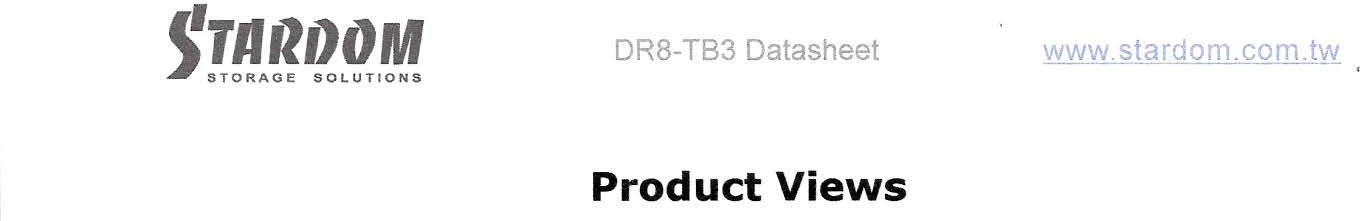 STARDOM
STORAGE SOLUTIONS
DR8-TB3 Datasheet
www.stardom.com.tw
Product Views